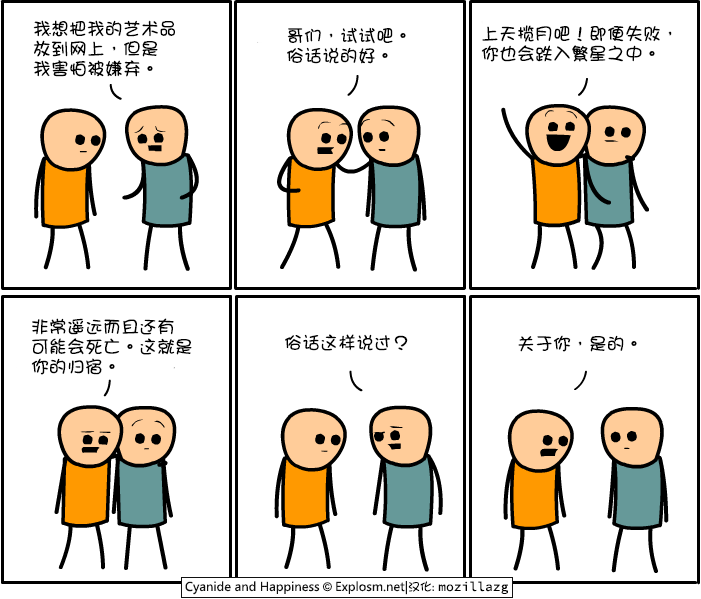 我想把我的艺术品
放到网上，但是
我害怕被嫌弃。
哥们，试试吧。
俗话说的好。
上天揽月吧！即便失败，
你也会跌入繁星之中。
非常遥远而且还有
可能会死亡。这就是
你的归宿。
俗话这样说过？
关于你，是的。
Cyanide and Happiness © Explosm.net|汉化: mozillazg